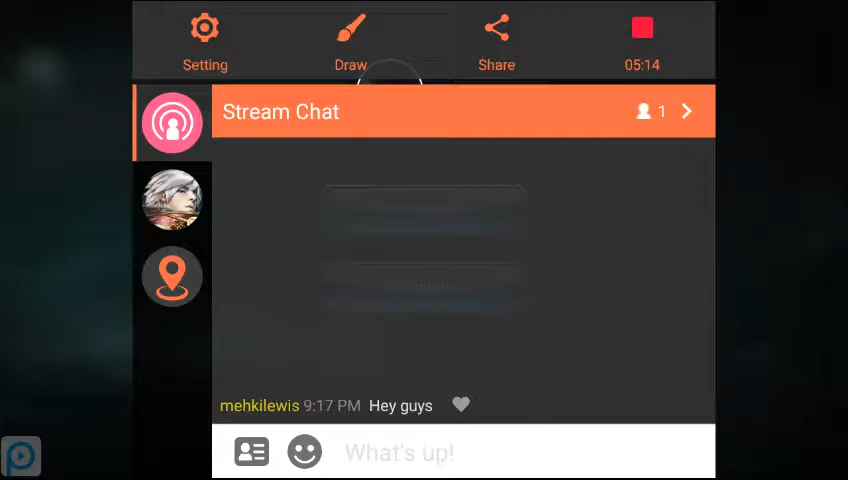 Setting Draw Share 05:14
Stream Chat 1
mehkilewis 9:17 PM Hey guys
What's up!